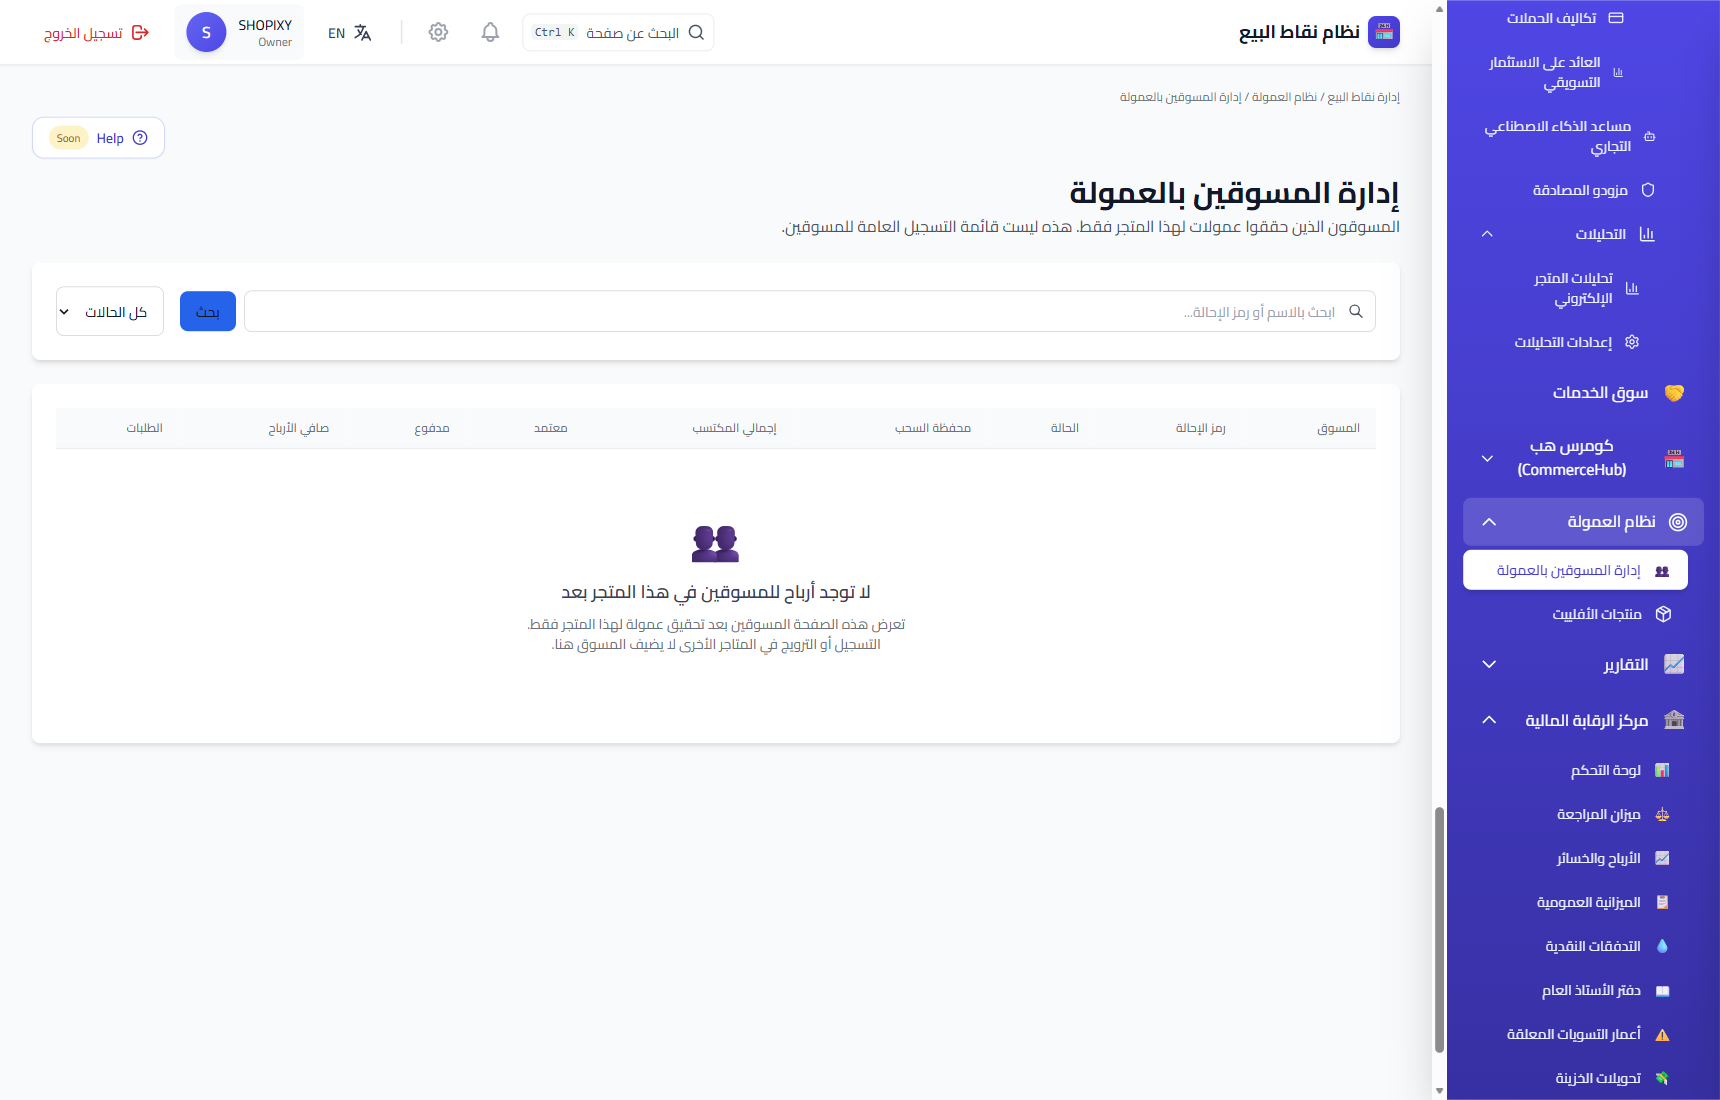 نظام نقاط البيع
البحث عن صفحة Ctrl K
EN
SHOPIXY
Owner
S
تسجيل الخروج
إدارة نقاط البيع / نظام العمولة / إدارة المسوقين بالعمولة
Help Soon
إدارة المسوقين بالعمولة
المسوقون الذين حققوا عمولات لهذا المتجر فقط. هذه ليست قائمة التسجيل العامة للمسوقين.
ابحث بالاسم أو رمز الإحالة...
بحث
كل الحالات
المسوق رمز الإحالة الحالة محفظة السحب إجمالي المكتسب معتمد مدفوع صافي الأرباح الطلبات
لا توجد أرباح للمسوقين في هذا المتجر بعد
تعرض هذه الصفحة المسوقين بعد تحقيق عمولة لهذا المتجر فقط.
التسجيل أو الترويج في المتاجر الأخرى لا يضيف المسوق هنا.
تكاليف الحملات
العائد على الاستثمار
التسويقي
مساعد الذكاء الاصطناعي
التجاري
مزودو المصادقة
التحليلات
تحليلات المتجر
الإلكتروني
إعدادات التحليلات
سوق الخدمات
كومرس هب
(CommerceHub)
نظام العمولة
إدارة المسوقين بالعمولة
منتجات الأفلييت
التقارير
مركز الرقابة المالية
لوحة التحكم
ميزان المراجعة
الأرباح والخسائر
الميزانية العمومية
التدفقات النقدية
دفتر الأستاذ العام
أعمار التسويات المعلقة
تحويلات الخزينة